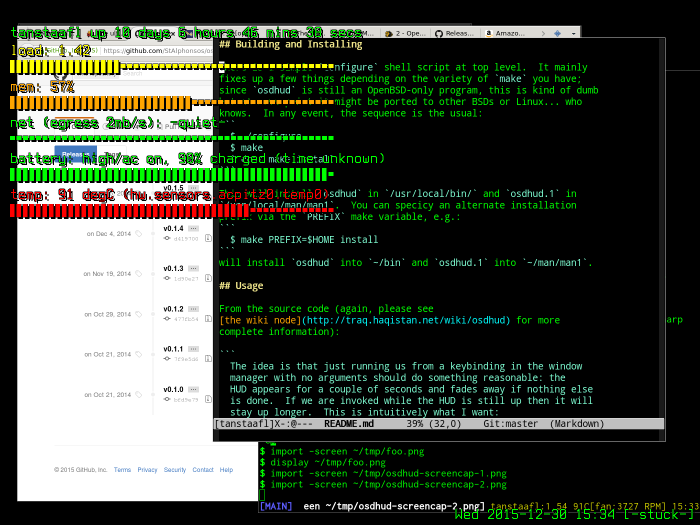 tanstaafl up 10 days 6 hours 46 mins 30 secs
load: 1.42
mem: 57%
net (egress 2mb/s): -quiet-
battery: high/ac on, 98% charged (time unknown)
temp: 91 degC (hw.sensors.acpitz0.temp0)
2 - Ope...
Releas...
Amazo...
https://github.com/StAlphonsos/os
Search
Releases
v0.1.5
on Dec 4, 2014
v0.1.4
on Nov 19, 2014
v0.1.3
on Oct 29, 2014
v0.1.2
on Oct 21, 2014
v0.1.1
on Oct 21, 2014
v0.1.0
© 2015 GitHub, Inc. Terms Privacy Security Contact Help
## Building and Installing
configure` shell script at top level. It mainly
fixes up a few things depending on the variety of `make` you have;
since `osdhud` is still an OpenBSD-only program, this is kind of dumb
might be ported to other BSDs or Linux... who
knows. In any event, the sequence is the usual:
```
$ ./configure
$ make
$ make install
```
`osdhud` in `/usr/local/bin/` and `osdhud.1` in
`/usr/local/man/man1`. You can specicy an alternate installation
prefix via the `PREFIX` make variable, e.g.:
```
$ make PREFIX=$HOME install
```
will install `osdhud` into `~/bin` and `osdhud.1` into `~/man/man1`.
## Usage
From the source code (again, please see
[the wiki node](http://traq.haqistan.net/wiki/osdhud) for more
complete information):
```
The idea is that just running us from a keybinding in the window
manager with no arguments should do something reasonable: the
HUD appears for a couple of seconds and fades away if nothing else
is done. If we are invoked while the HUD is still up then it will
stay up longer. This is intuitively what I want:
[tanstaafl]X-:@--- README.md 39% (32,0) Git:master (Markdown)
arp
$ import -screen ~/tmp/foo.png
$ display ~/tmp/foo.png
$ import -screen ~/tmp/osdhud-screencap-1.png
$ import -screen ~/tmp/osdhud-screencap-2.png
[MAIN] een ~/tmp/osdhud-screencap-2.png] tanstaafl:1.54 91C[fan:3727 RPM] 15:33
Wed 2015-12-30 15:34 [-stuck-]